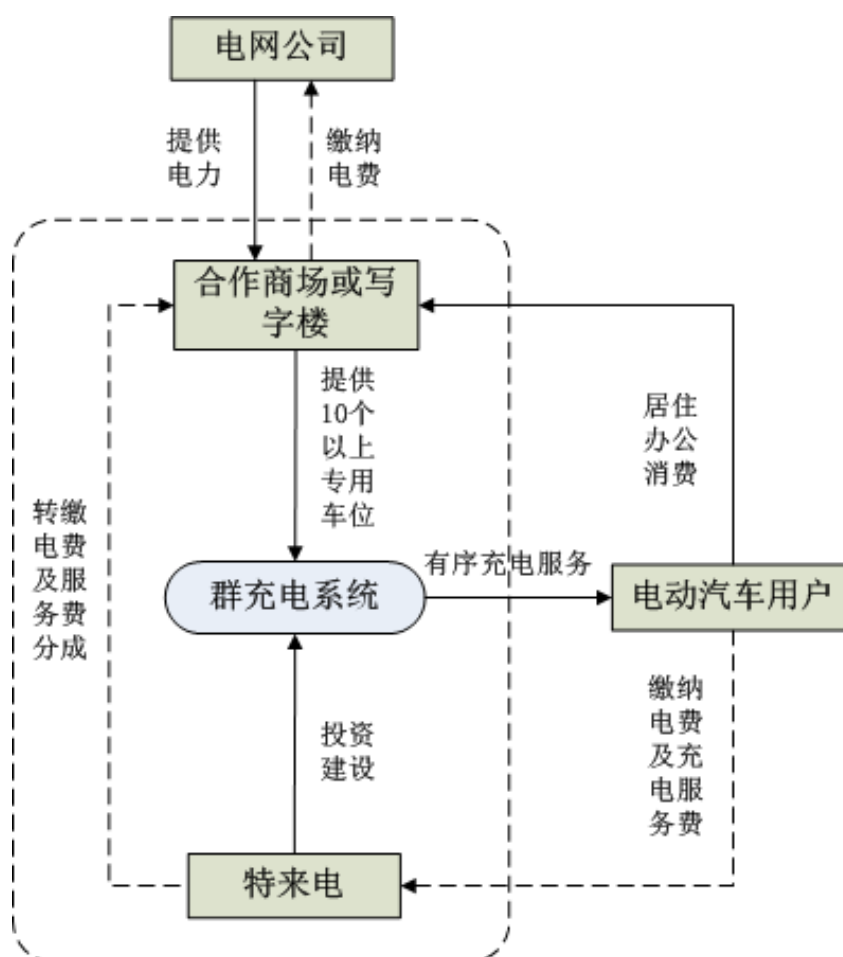 电网公司
提供
电力
缴纳
电费
合作商场或写
字楼
提供
10个
以上
专用
车位
居住
办公
消费
转缴
电费
及服
务费
分成
群充电系统
有序充电服务
电动汽车用户
投资
建设
缴纳
电费
及充
电服
务费
特来电